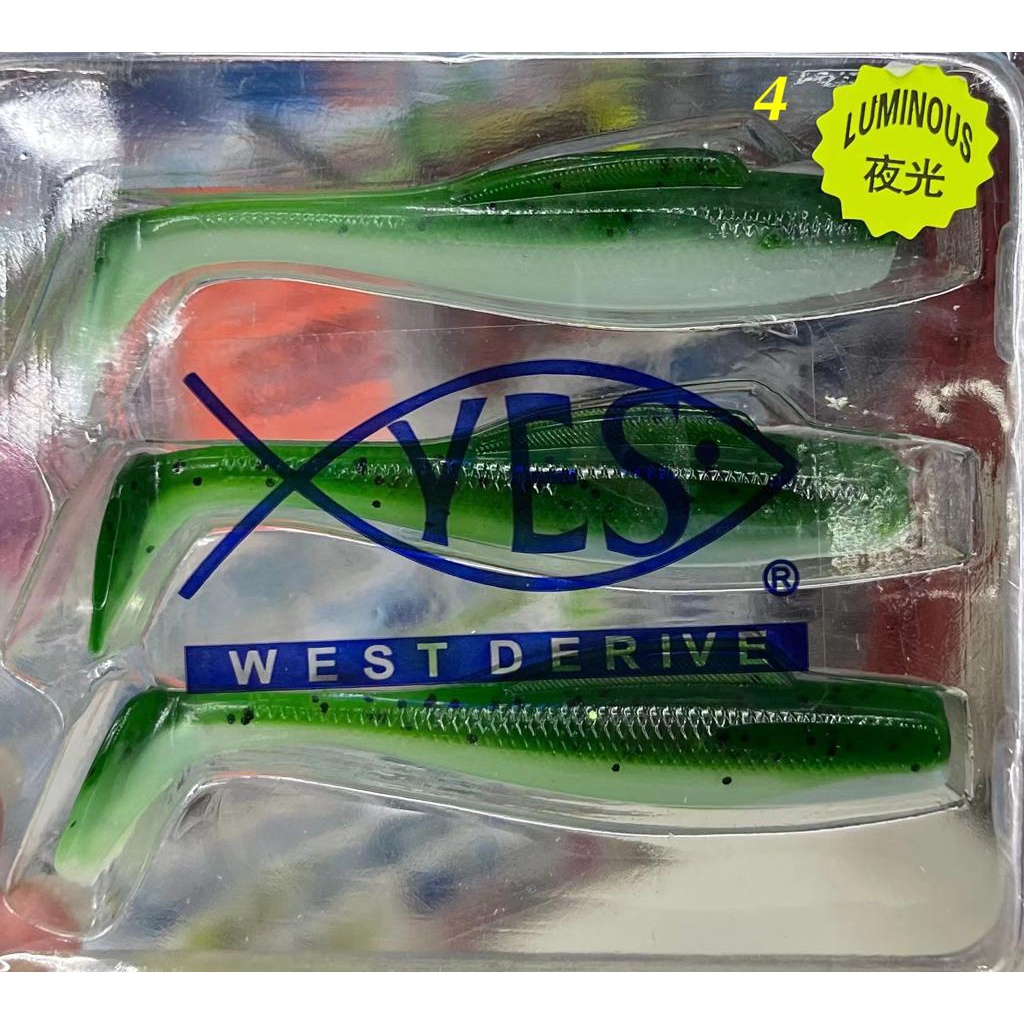 4
LUMINOUS
夜光
YES
®
WEST DERIVE